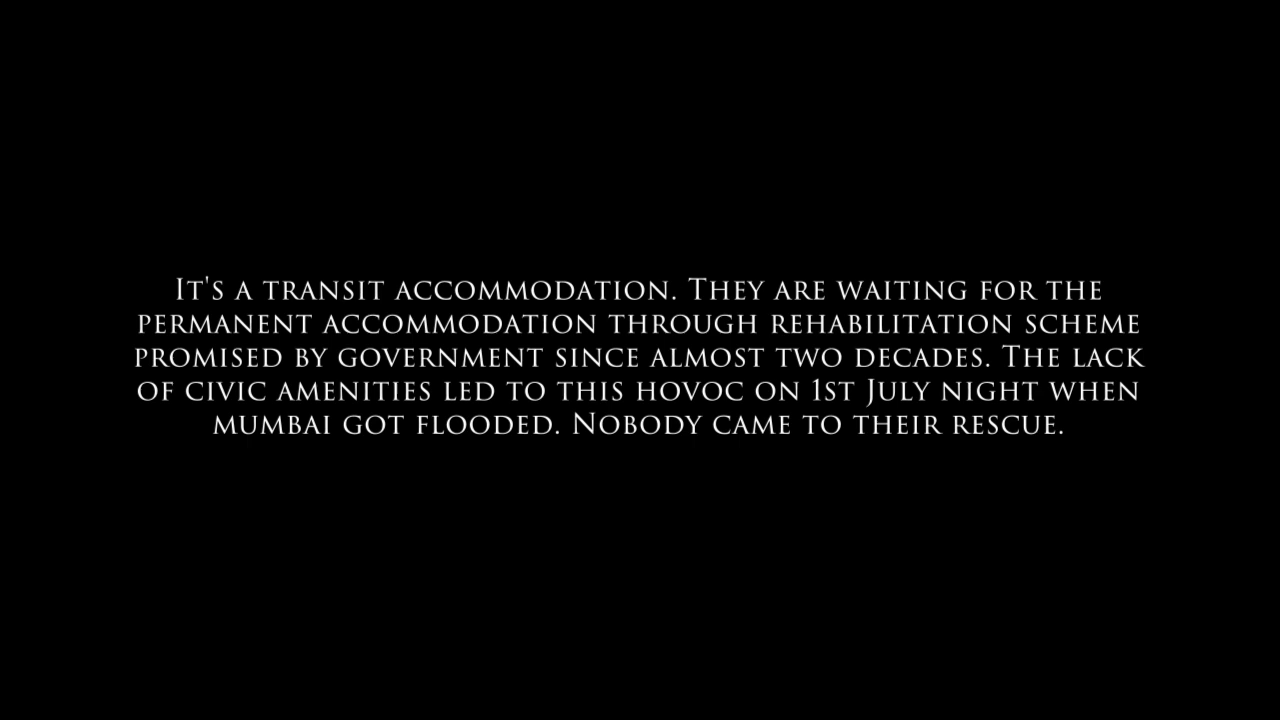 It's a transit accommodation. They are waiting for the
permanent accommodation through rehabilitation scheme
promised by government since almost two decades. The lack
of civic amenities led to this hovoc on 1st July night when
mumbai got flooded. Nobody came to their rescue.